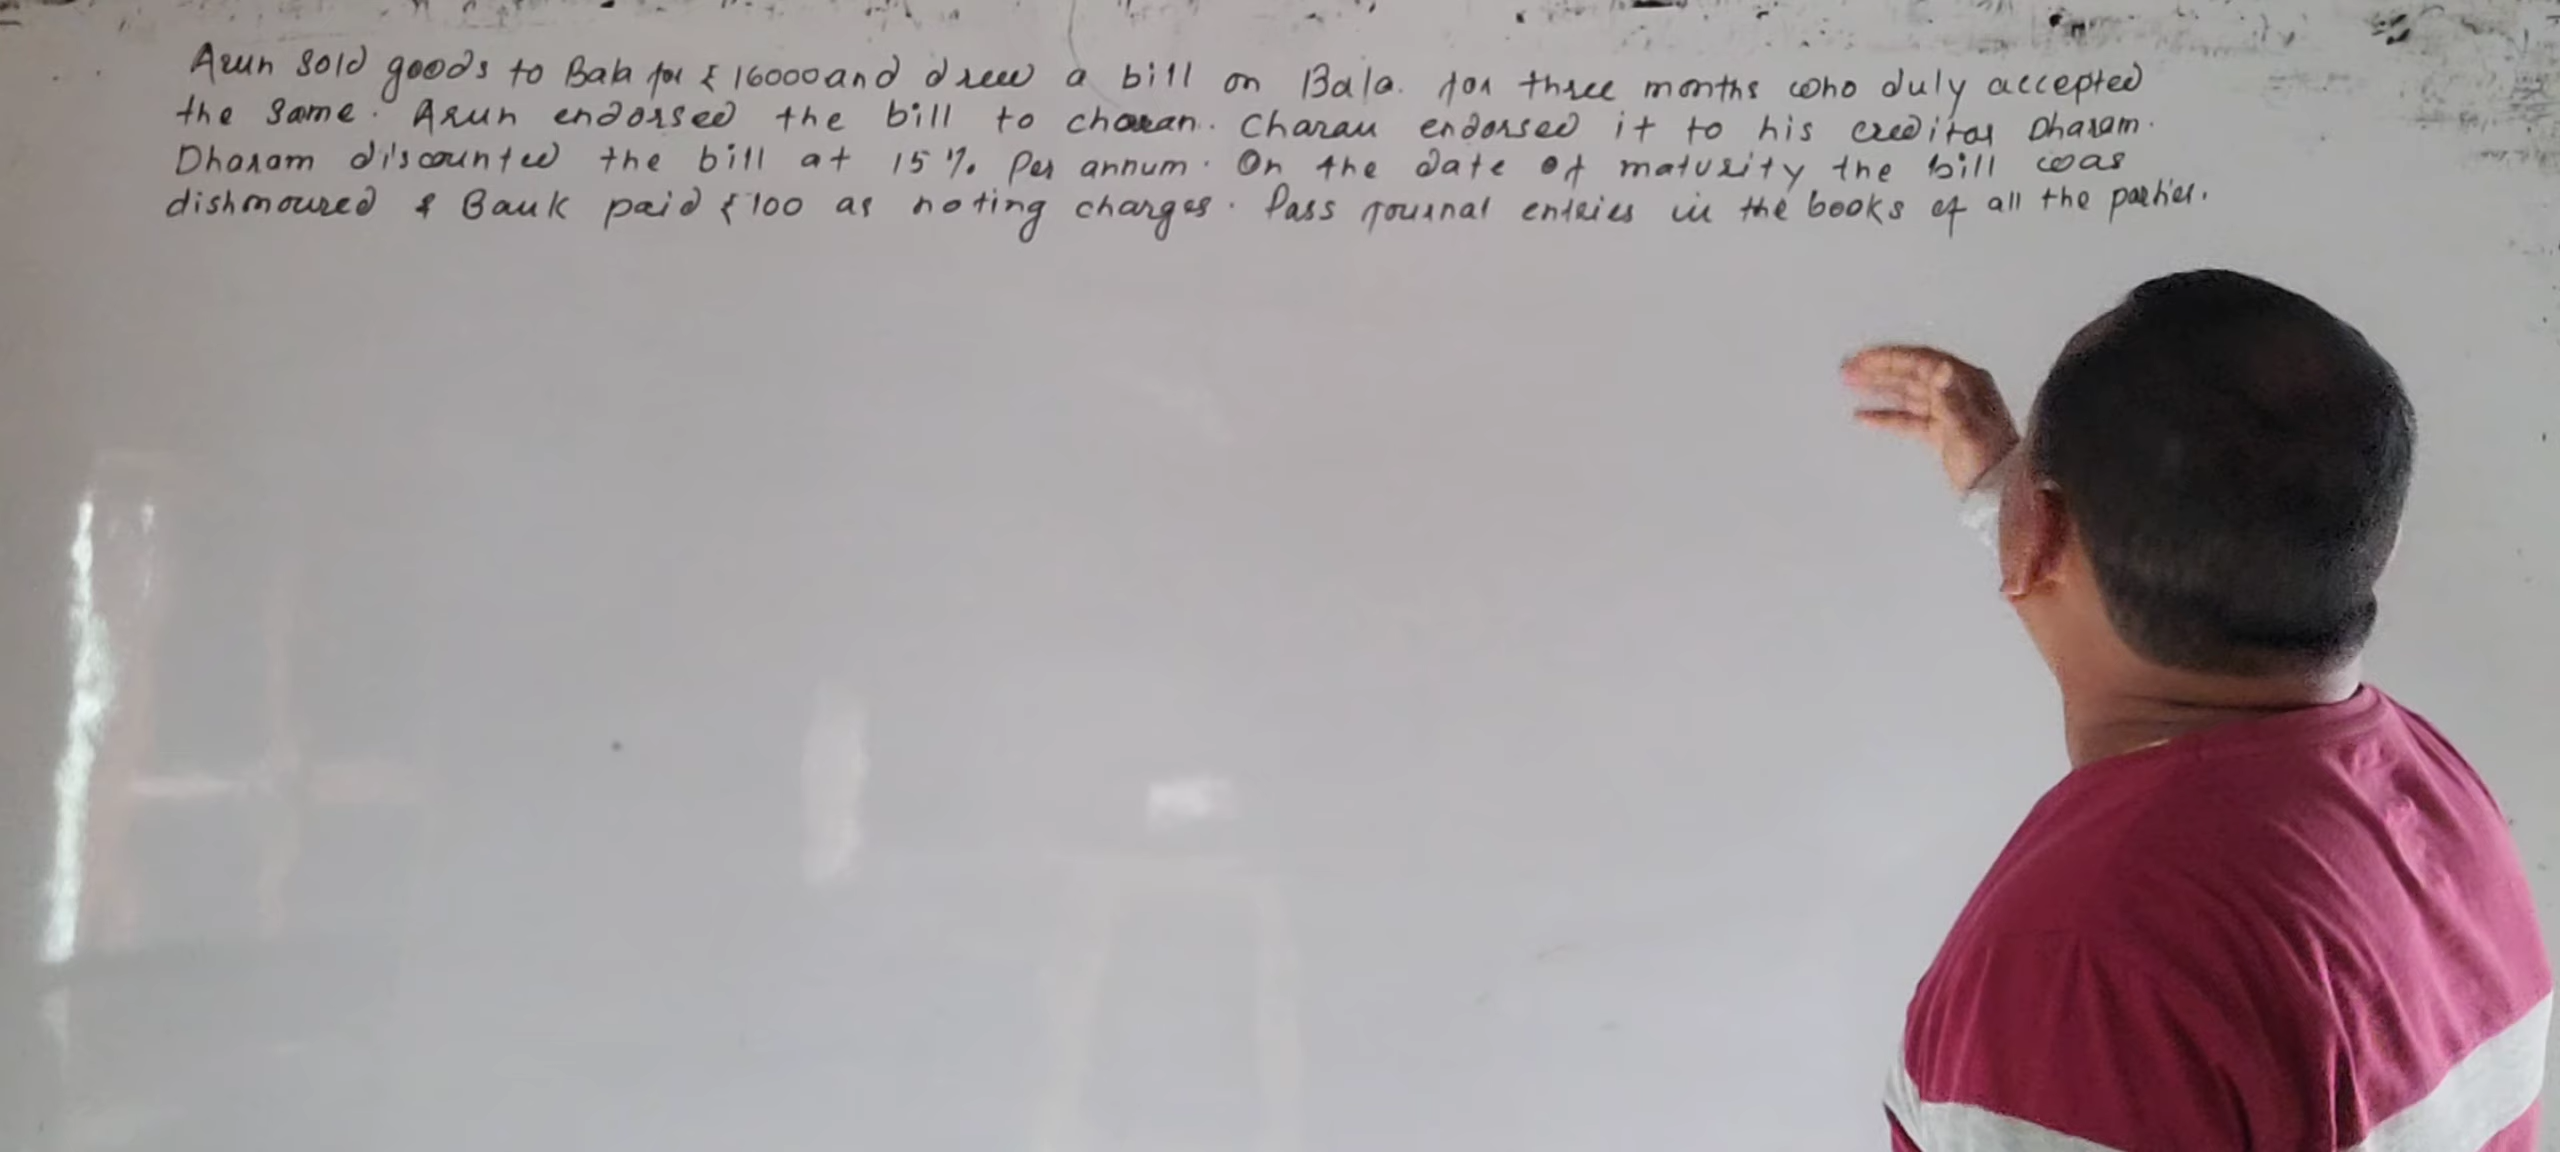 Arun sold goods to Bala for ₹ 16000 and drew a bill on Bala. for three months who duly accepted
the same. Arun endorsed the bill to charan. Charan endorsed it to his creditor Dharam.
Dharam discounted the bill at 15% Per annum. On the date of maturity the bill was
dishnoured & Bank paid ₹ 100 as noting charges. Pass journal entries in the books of all the parties.